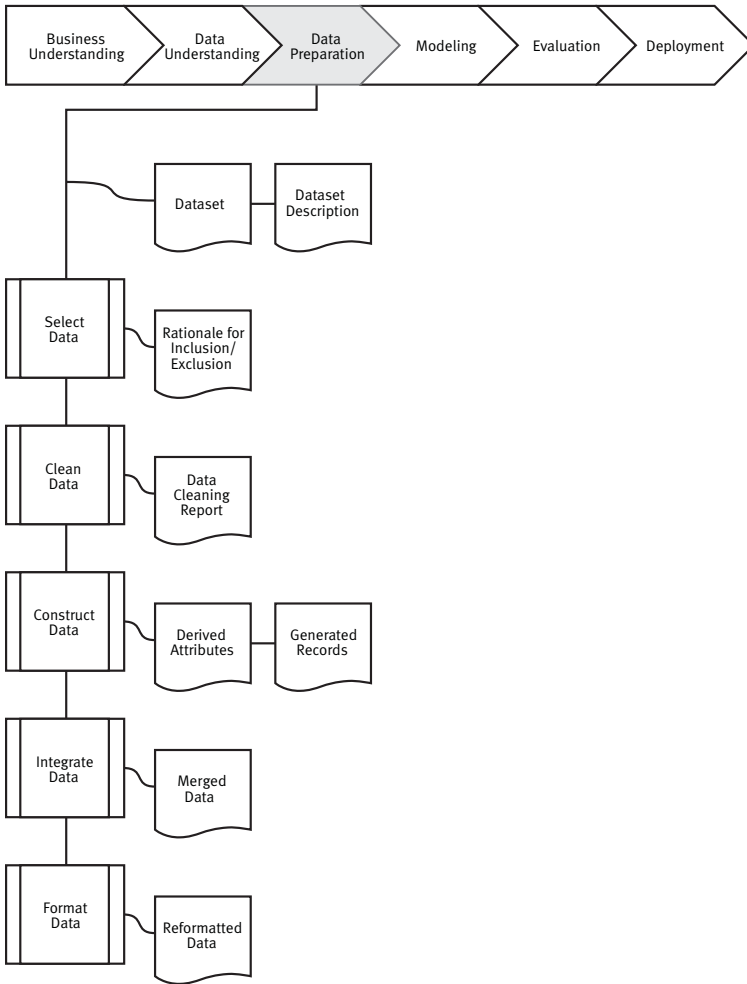 Business
Understanding
Data
Understanding
Data
Preparation
Modeling
Evaluation
Deployment
Dataset
Dataset
Description
Select
Data
Rationale for
Inclusion/
Exclusion
Clean
Data
Data
Cleaning
Report
Construct
Data
Derived
Attributes
Generated
Records
Integrate
Data
Merged
Data
Format
Data
Reformatted
Data